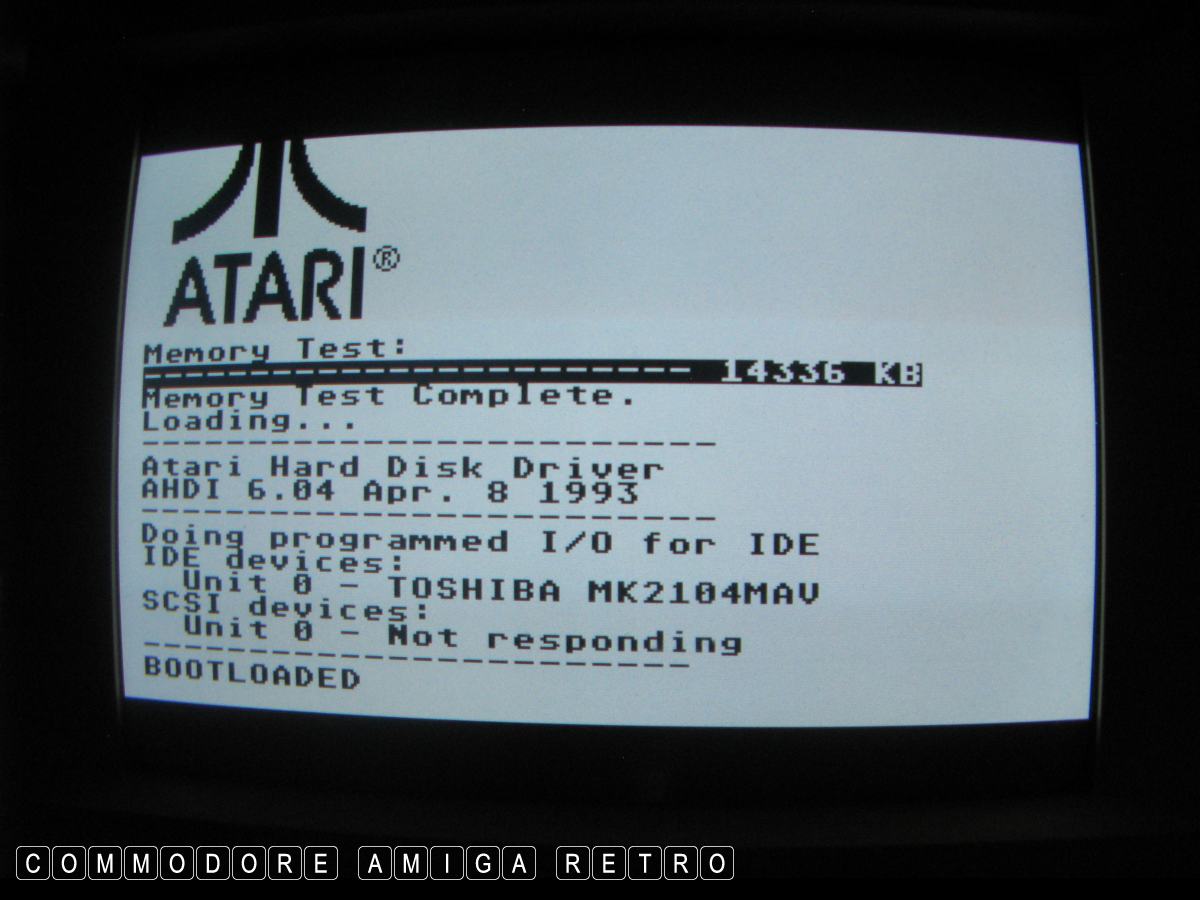 ATARI®
Memory Test:
-------------------------- 14336 KB
Memory Test Complete.
Loading...
---------------------------
Atari Hard Disk Driver
AHDI 6.04 Apr. 8 1993
---------------------------
Doing programmed I/O for IDE
IDE devices:
Unit 0 - TOSHIBA MK2104MAV
SCSI devices:
Unit 0 - Not responding
--------------------------
BOOTLOADED
COMMODORE AMIGA RETRO